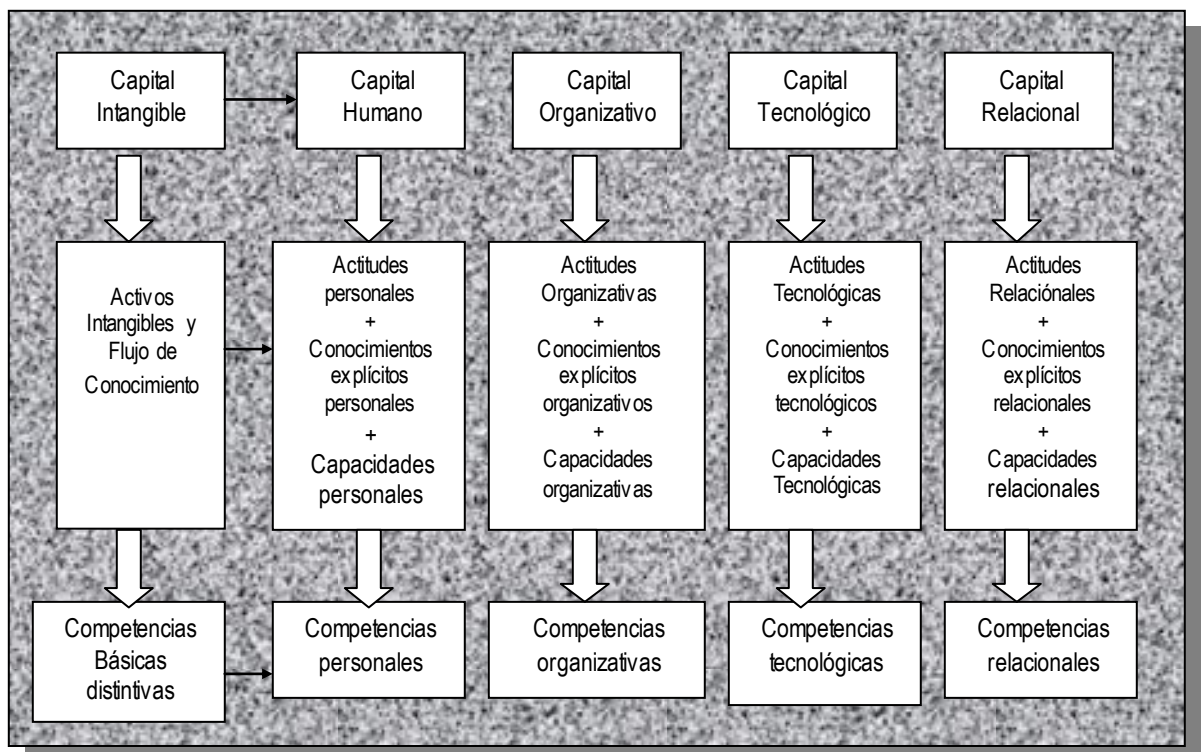 Capital
Intangible
Capital
Humano
Capital
Organizativo
Capital
Tecnológico
Capital
Relacional
Activos
Intangibles y
Flujo de
Conocimiento
Actitudes
personales
+
Conocimientos
explícitos
personales
+
Capacidades
personales
Actitudes
Organizativas
+
Conocimientos
explícitos
organizativos
+
Capacidades
organizativas
Actitudes
Tecnológicas
+
Conocimientos
explícitos
tecnológicos
+
Capacidades
Tecnológicas
Actitudes
Relaciónales
+
Conocimientos
explícitos
relacionales
+
Capacidades
relacionales
Competencias
Básicas
distintivas
Competencias
personales
Competencias
organizativas
Competencias
tecnológicas
Competencias
relacionales